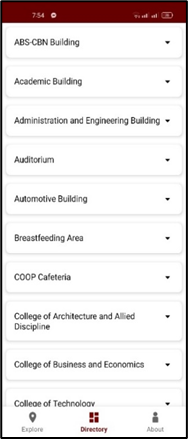 7:54
ABS-CBN Building
Academic Building
Administration and Engineering Building
Auditorium
Automotive Building
Breastfeeding Area
COOP Cafeteria
College of Architecture and Allied
Discipline
College of Business and Economics
College of Technology
Explore
Directory
About